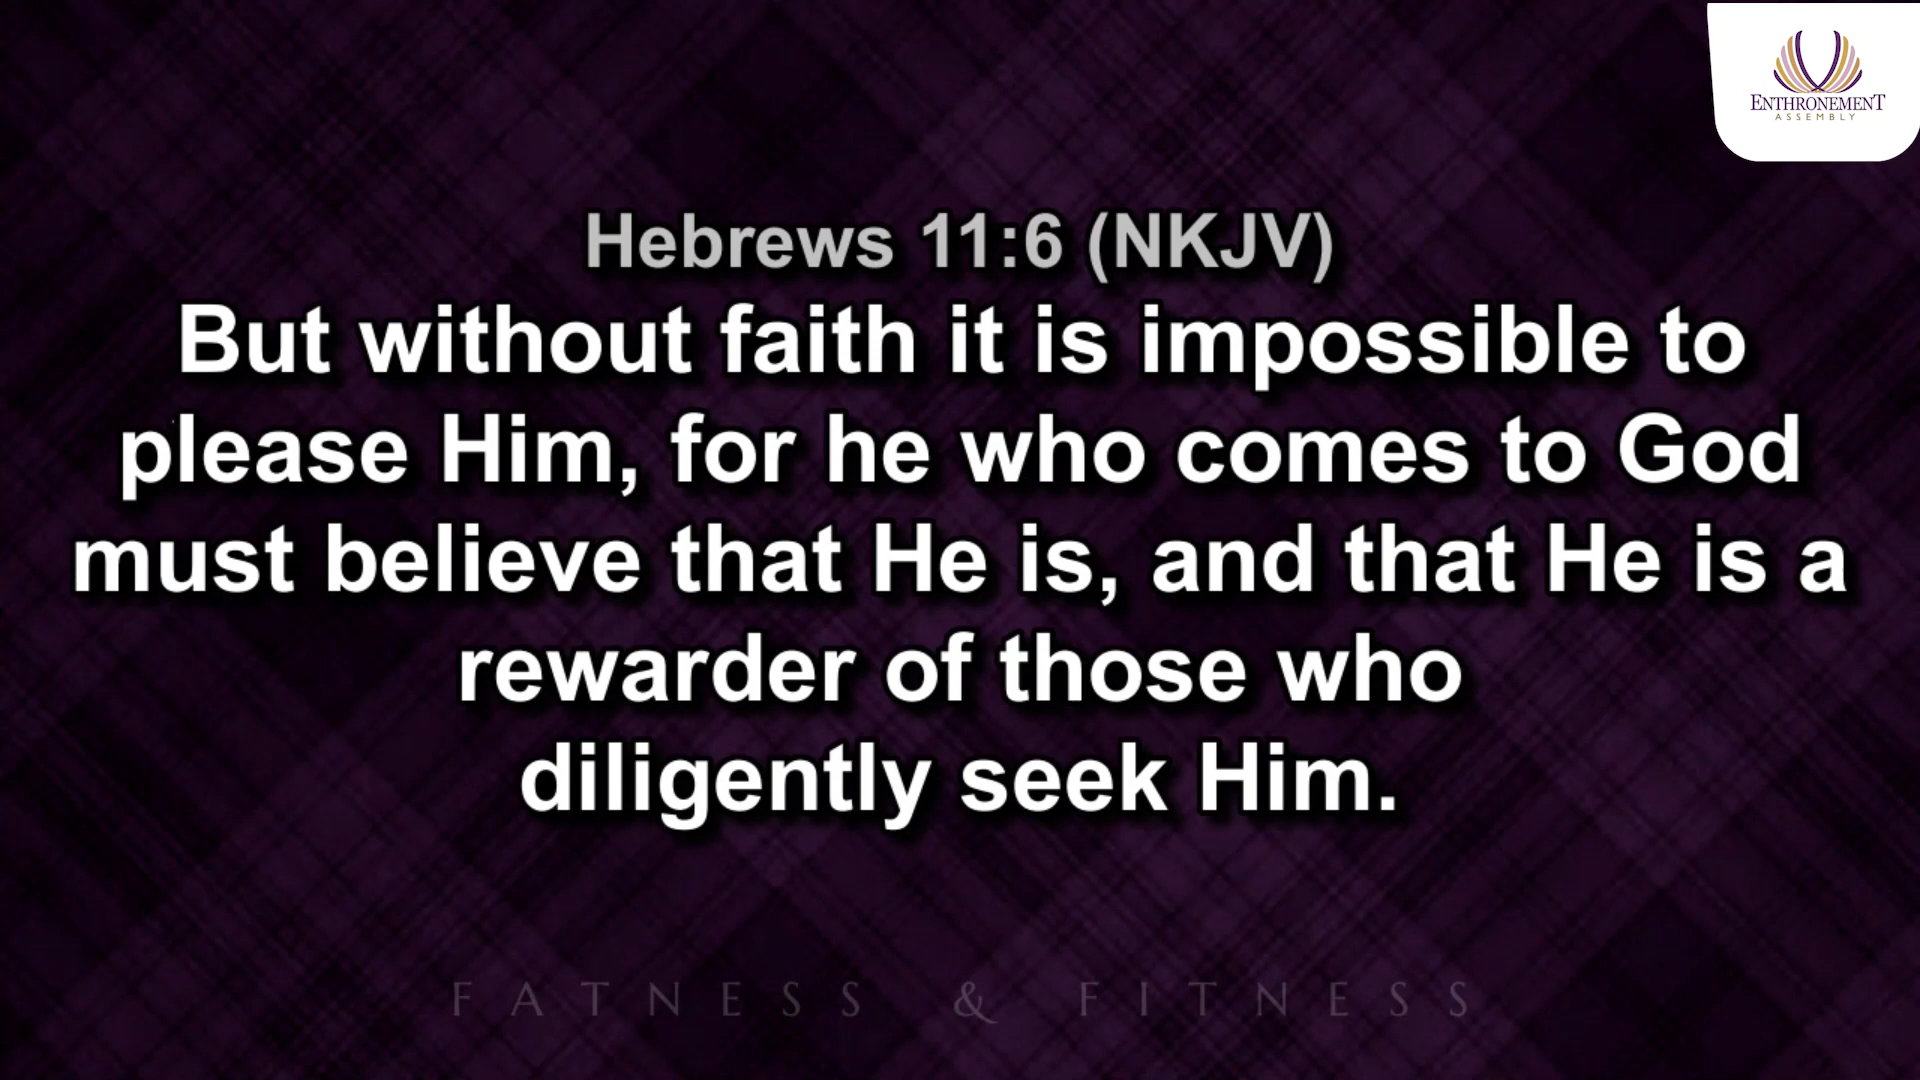 ENTHRONEMENT
ASSEMBLY
Hebrews 11:6 (NKJV)
But without faith it is impossible to
please Him, for he who comes to God
must believe that He is, and that He is a
rewarder of those who
diligently seek Him.
FATNESS & FITNESS